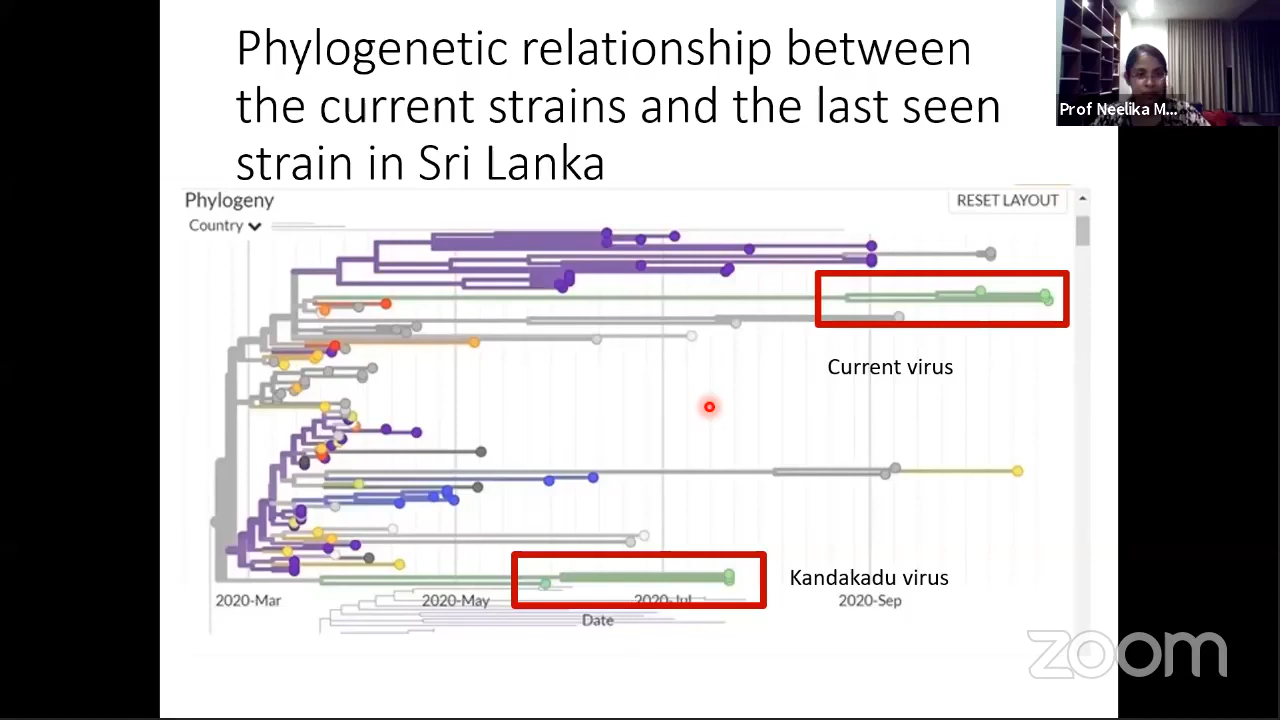 Phylogenetic relationship between
the current strains and the last seen
strain in Sri Lanka
Prof Neelika M...
Phylogeny
RESET LAYOUT
Country
Current virus
Kandakadu virus
2020-Mar
2020-May
2020-Jul
2020-Sep
Date
zoom